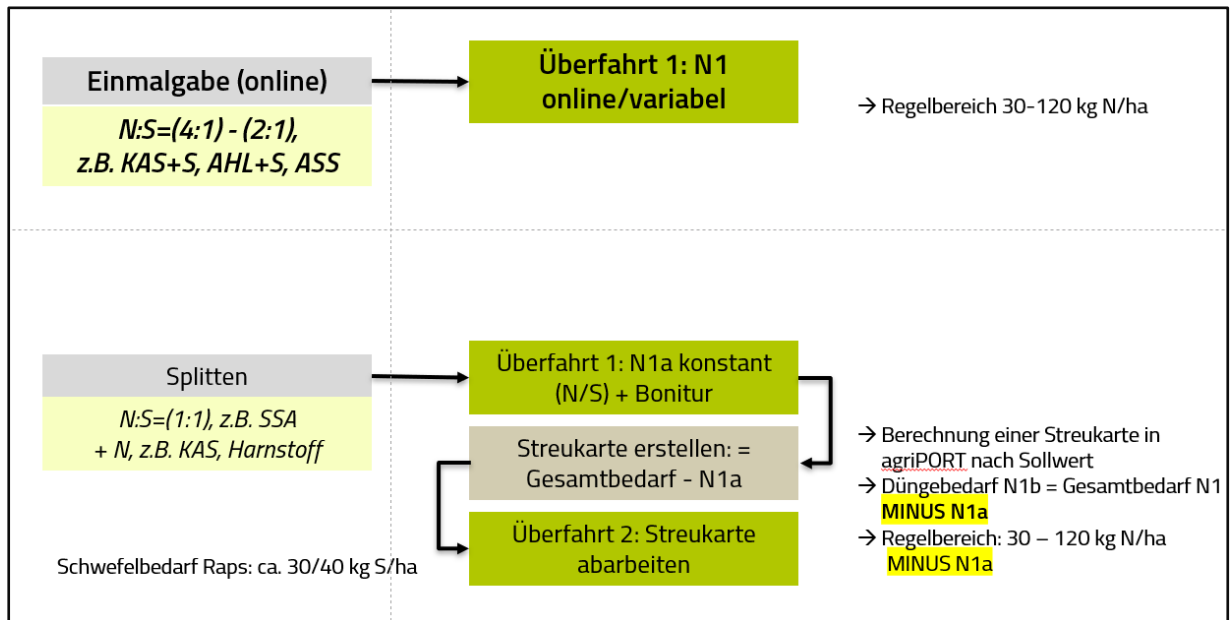 Einmalgabe (online)
N:S=(4:1) - (2:1),
z.B. KAS+S, AHL+S, ASS
Überfahrt 1: N1
online/variabel
→ Regelbereich 30-120 kg N/ha
Splitten
N:S=(1:1), z.B. SSA
+ N, z.B. KAS, Harnstoff
Schwefelbedarf Raps: ca. 30/40 kg S/ha
Überfahrt 1: N1a konstant
(N/S) + Bonitur
Streukarte erstellen: =
Gesamtbedarf - N1a
Überfahrt 2: Streukarte
abarbeiten
→ Berechnung einer Streukarte in
agriPORT nach Sollwert
→ Düngebedarf N1b = Gesamtbedarf N1
MINUS N1a
→ Regelbereich: 30 – 120 kg N/ha
MINUS N1a